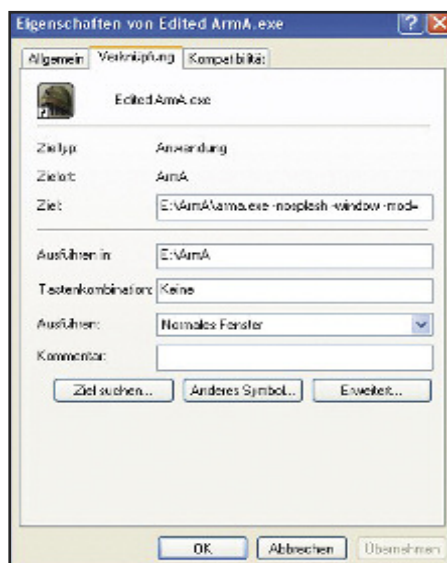 Eigenschaften von Edited ArmA.exe
Allgemein Verknüpfung Kompatibilität
Edited ArmA.exe
Zieltyp: Anwendung
Zielort: ArmA
Ziel: E:\ArmA\arma.exe -nosplash -window -mod=
Ausführen in: E:\ArmA
Tastenkombination: Keine
Ausführen: Normales Fenster
Kommentar:
Ziel suchen... Anderes Symbol... Erweitert...
OK Abbrechen Übernehmen